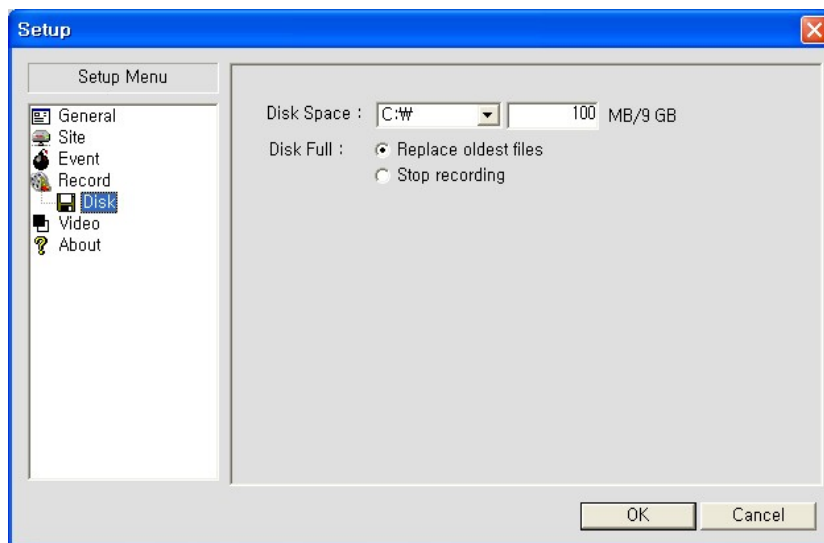 Setup
Setup Menu
General
Site
Event
Record
Disk
Video
About
Disk Space : C:₩ 100 MB/9 GB
Disk Full : Replace oldest files
Stop recording
OK Cancel